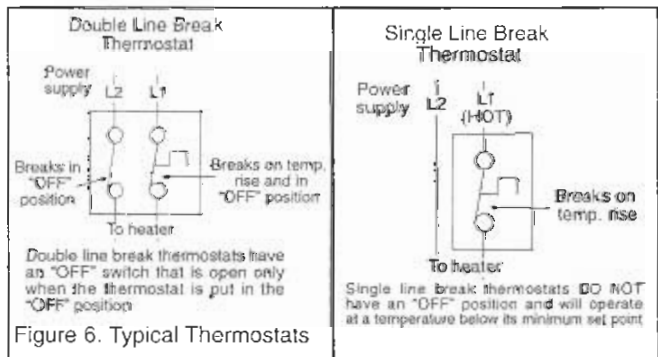 Double Line Break
Thermostat
Power
supply
L2
L1
Breaks in
"OFF"
position
Breaks on temp.
rise and in
"OFF" position
To heater
Double line break thermostats have
an "OFF" switch that is open only
when the thermostat is put in the
"OFF" position
Figure 6. Typical Thermostats
Single Line Break
Thermostat
Power
supply
L2
L1
(HOT)
Breaks on
temp. rise
To heater
Single line break thermostats DO NOT
have an "OFF" position and will operate
at a temperature below its minimum set point